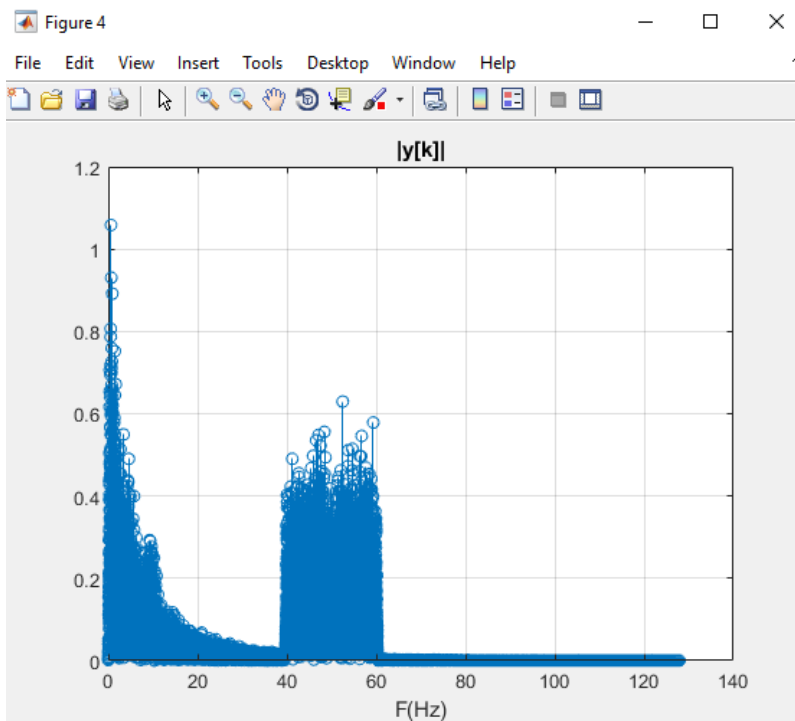 Figure 4
File Edit View Insert Tools Desktop Window Help
|y[k]|
1.2
1
0.8
0.6
0.4
0.2
0
0 20 40 60 80 100 120 140
F(Hz)